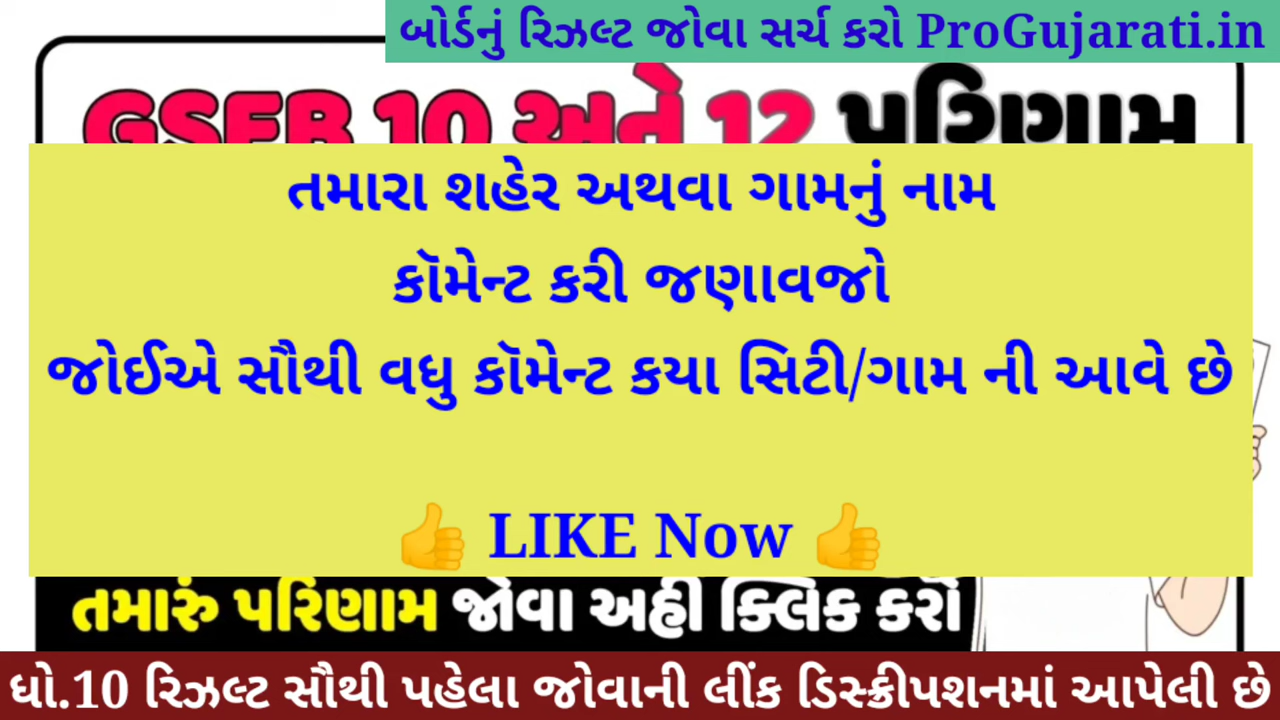 બોર્ડનું રિઝલ્ટ જોવા સર્ચ કરો ProGujarati.in
GSEB 10 અને 12 પરિણામ
તમારા શહેર અથવા ગામનું નામ
કૉમેન્ટ કરી જણાવજો
જોઈએ સૌથી વધુ કૉમેન્ટ કયા સિટી/ગામ ની આવે છે
👍 LIKE Now 👍
તમારું પરિણામ જોવા અહી ક્લિક કરો
ધો.10 રિઝલ્ટ સૌથી પહેલા જોવાની લીંક ડિસ્ક્રીપશનમાં આપેલી છે